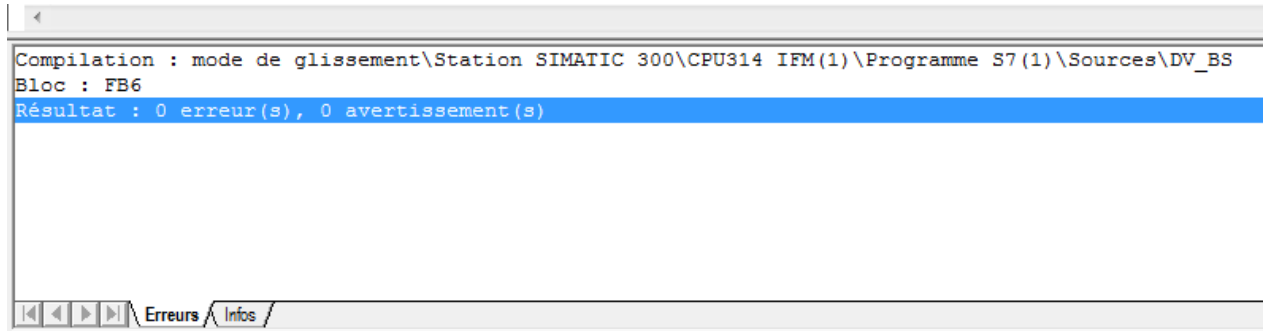 Compilation : mode de glissement\Station SIMATIC 300\CPU314 IFM(1)\Programme S7(1)\Sources\DV_BS
Bloc : FB6
Résultat : 0 erreur(s), 0 avertissement(s)
Erreurs Infos